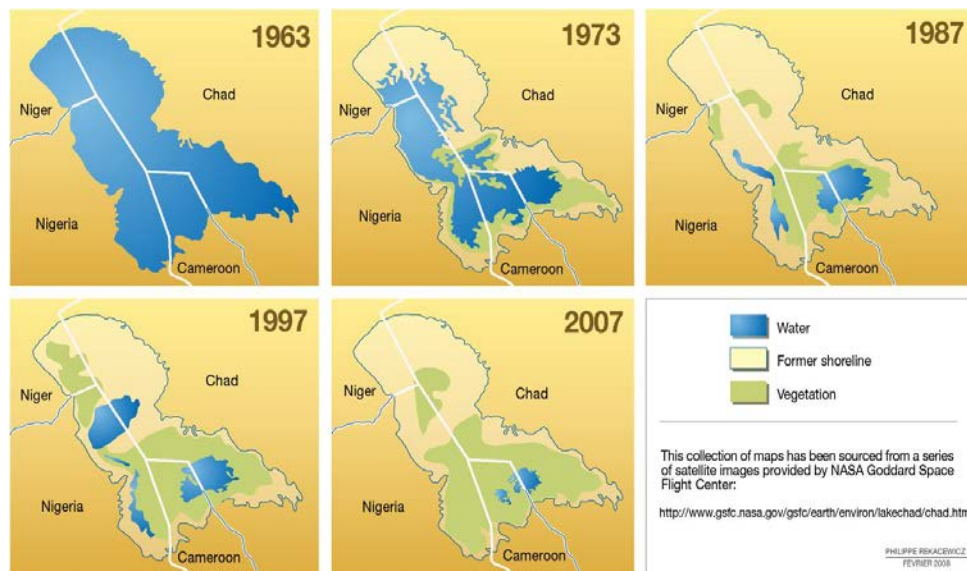 1963
Niger
Chad
Nigeria
Cameroon
1973
Niger
Chad
Nigeria
Cameroon
1987
Niger
Chad
Nigeria
Cameroon
1997
Niger
Chad
Nigeria
Cameroon
2007
Niger
Chad
Nigeria
Cameroon
Water
Former shoreline
Vegetation
This collection of maps has been sourced from a series
of satellite images provided by NASA Goddard Space
Flight Center:
http://www.gsfc.nasa.gov/gsfc/earth/environ/lakechad/chad.htm
PHILIPPE REKACEWICZ
FÉVRIER 2008